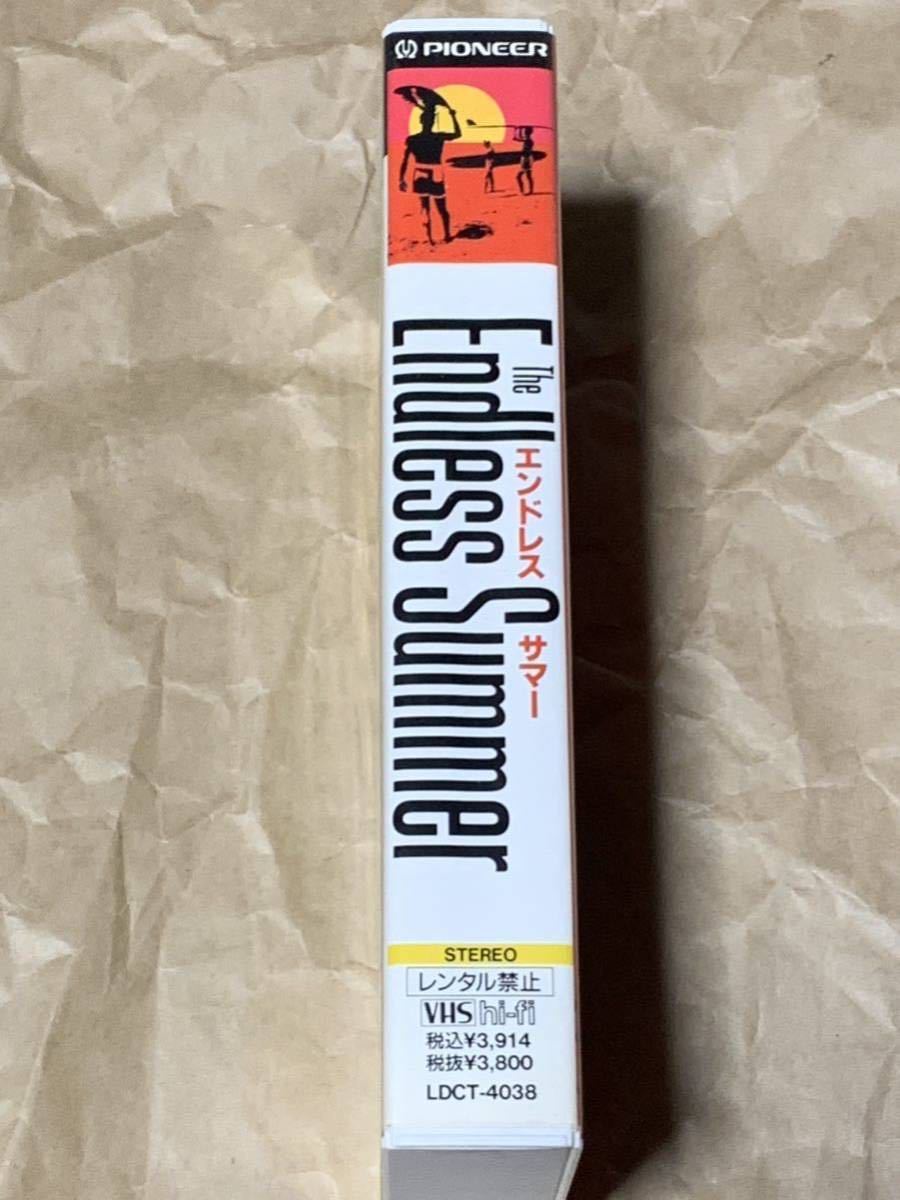 PIONEER
The
Endless Summer
エンドレス サマー
STEREO
レンタル禁止
VHS hi-fi
税込¥3,914
税抜¥3,800
LDCT-4038